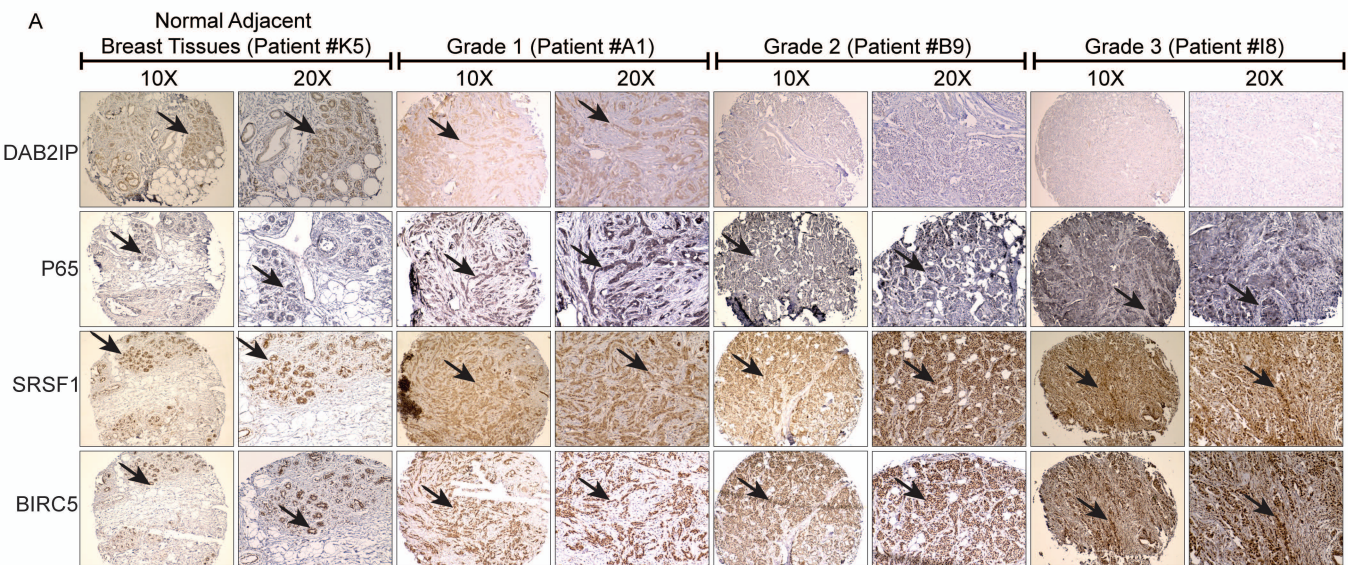 A
Normal Adjacent
Breast Tissues (Patient #K5)
Grade 1 (Patient #A1)
Grade 2 (Patient #B9)
Grade 3 (Patient #I8)
10X 20X 10X 20X 10X 20X 10X 20X
DAB2IP
P65
SRSF1
BIRC5